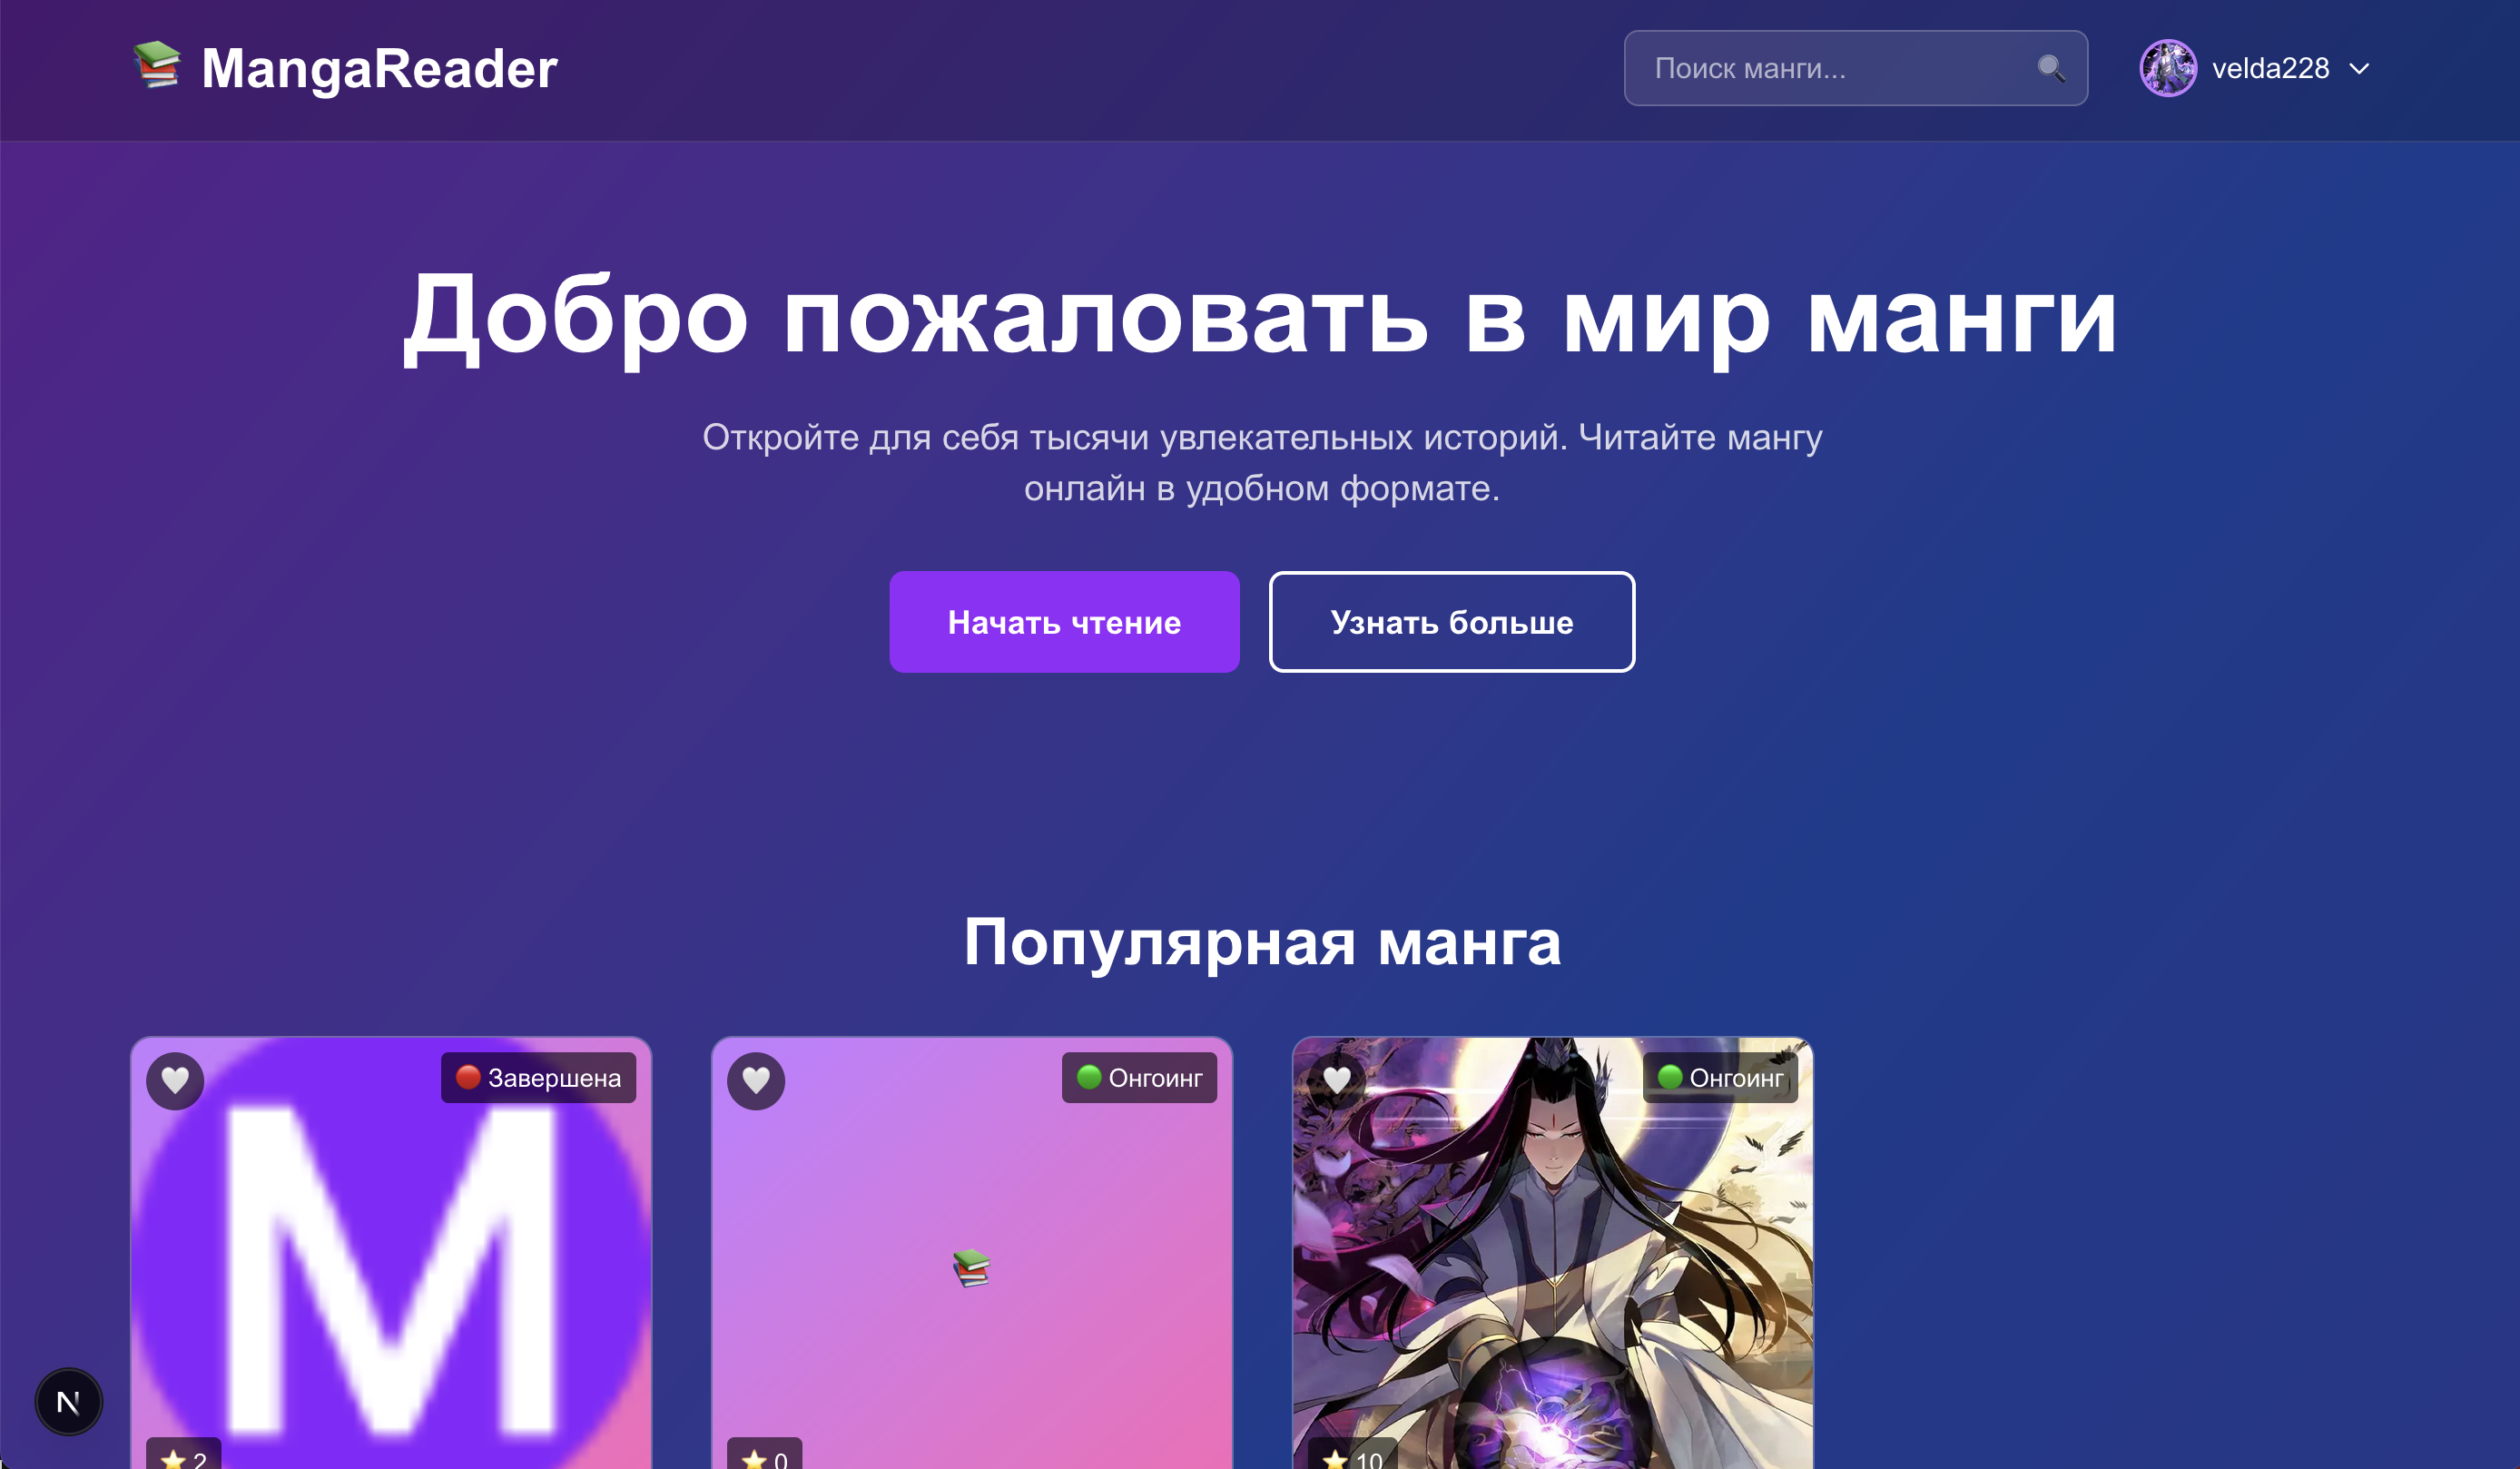 MangaReader
Поиск манги...
velda228
Добро пожаловать в мир манги
Откройте для себя тысячи увлекательных историй. Читайте мангу
онлайн в удобном формате.
Начать чтение
Узнать больше
Популярная манга
Завершена
Онгоинг
Онгоинг
M
N
2
0
10